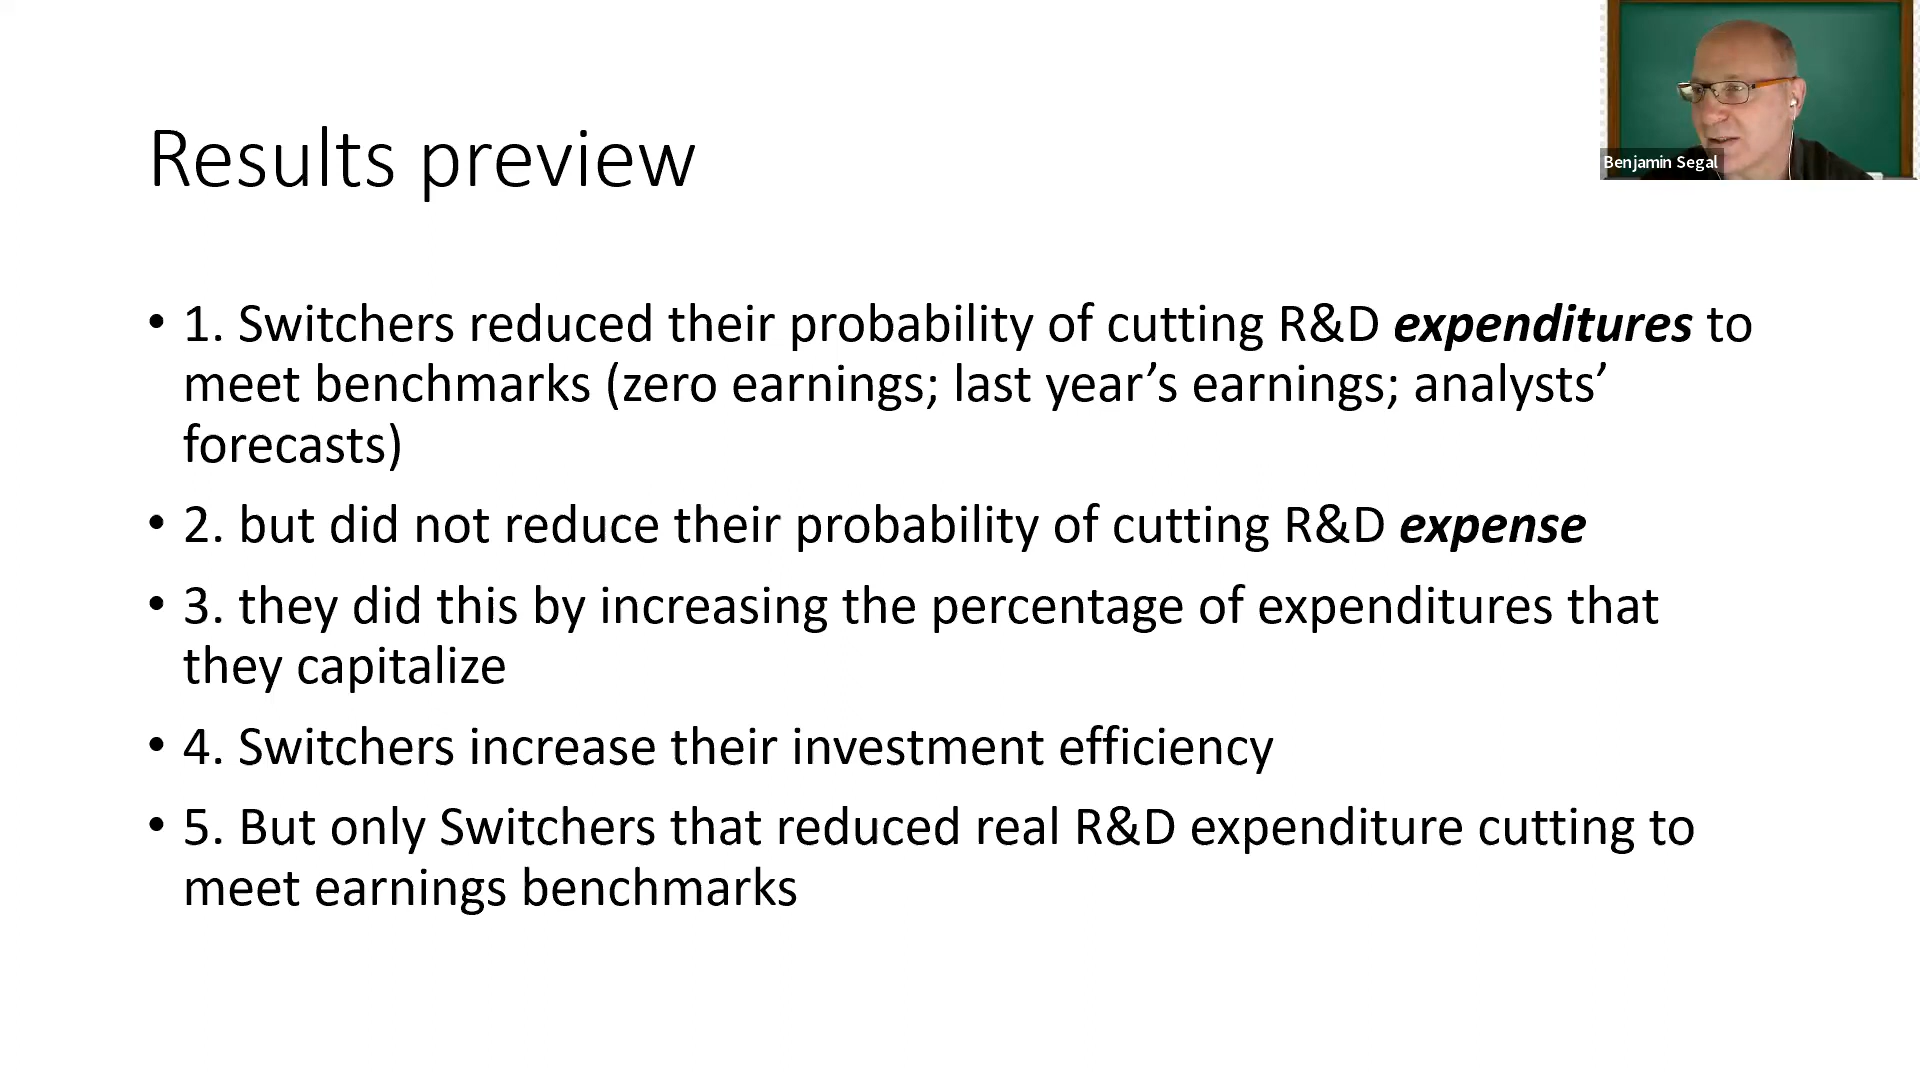 Benjamin Segal
Results preview
• 1. Switchers reduced their probability of cutting R&D expenditures to
meet benchmarks (zero earnings; last year’s earnings; analysts’
forecasts)
• 2. but did not reduce their probability of cutting R&D expense
• 3. they did this by increasing the percentage of expenditures that
they capitalize
• 4. Switchers increase their investment efficiency
• 5. But only Switchers that reduced real R&D expenditure cutting to
meet earnings benchmarks